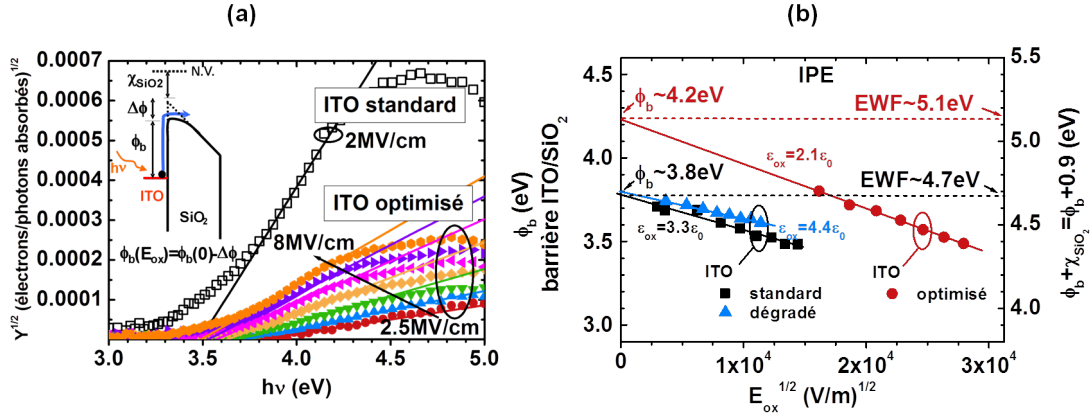 (a)
0.0007
0.0006
0.0005
0.0004
0.0003
0.0002
0.0001
Y^1/2 (électrons/photons absorbés)^1/2
3.0 3.5 4.0 4.5 5.0
hν (eV)
N.V.
χSiO2
Δϕ
ϕb
hν
ITO
SiO2
ϕb(Eox)=ϕb(0)-Δϕ
ITO standard
2MV/cm
ITO optimisé
8MV/cm
2.5MV/cm
(b)
IPE
4.5
4.2
3.9
3.6
3.3
3.0
barrière ITO/SiO2
ϕb (eV)
ϕb~4.2eV
EWF~5.1eV
εox=2.1ε0
ϕb~3.8eV
EWF~4.7eV
εox=3.3ε0
εox=4.4ε0
ITO
ITO
standard
dégradé
optimisé
0 1x10^4 2x10^4 3x10^4
Eox^1/2 (V/m)^1/2
5.5
5.0
4.5
4.0
ϕb+χSiO2=ϕb+0.9 (eV)